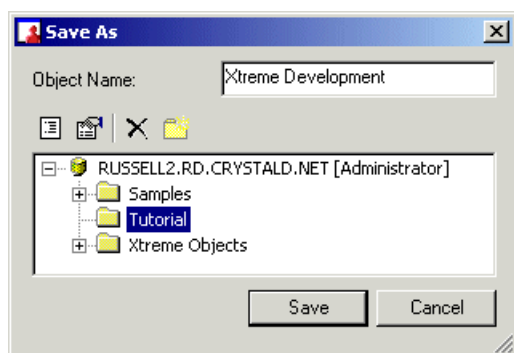 Save As
Object Name: Xtreme Development
RUSSELL2.RD.CRYSTALD.NET [Administrator]
Samples
Tutorial
Xtreme Objects
Save Cancel